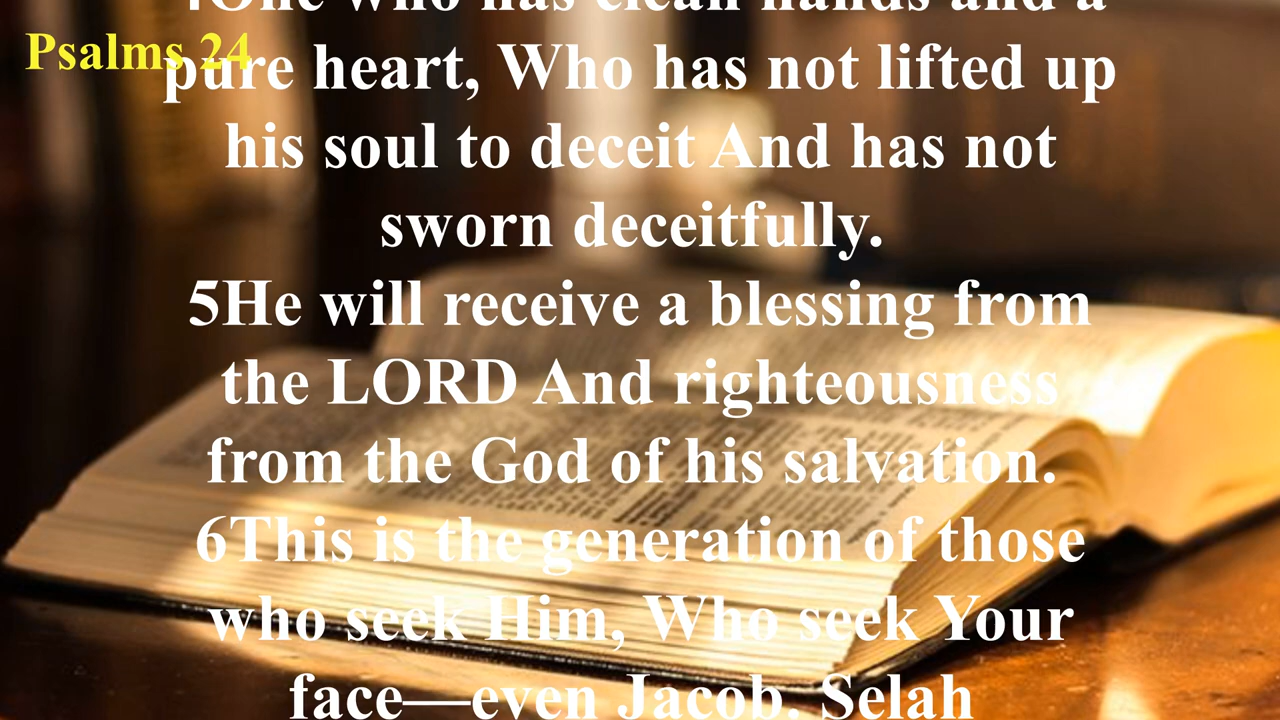 4One who has clean hands and a
Psalms 24
pure heart, Who has not lifted up
his soul to deceit And has not
sworn deceitfully.
5He will receive a blessing from
the LORD And righteousness
from the God of his salvation.
6This is the generation of those
who seek Him, Who seek Your
face—even Jacob. Selah